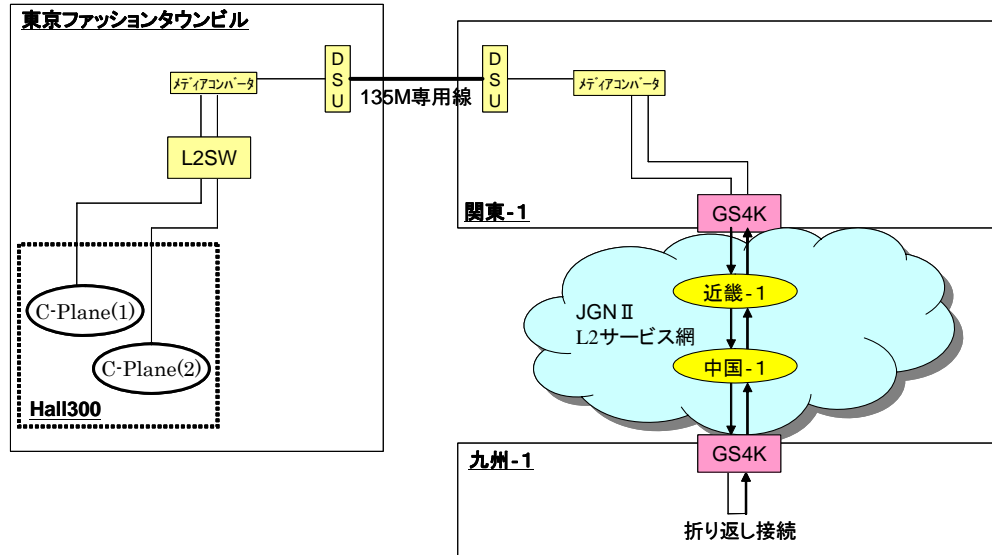 東京ファッションタウンビル
DSU
DSU
メディアコンバータ
135M専用線
メディアコンバータ
L2SW
関東-1
GS4K
C-Plane(1)
C-Plane(2)
Hall300
近畿-1
JGNⅡ
L2サービス網
中国-1
九州-1
GS4K
折り返し接続